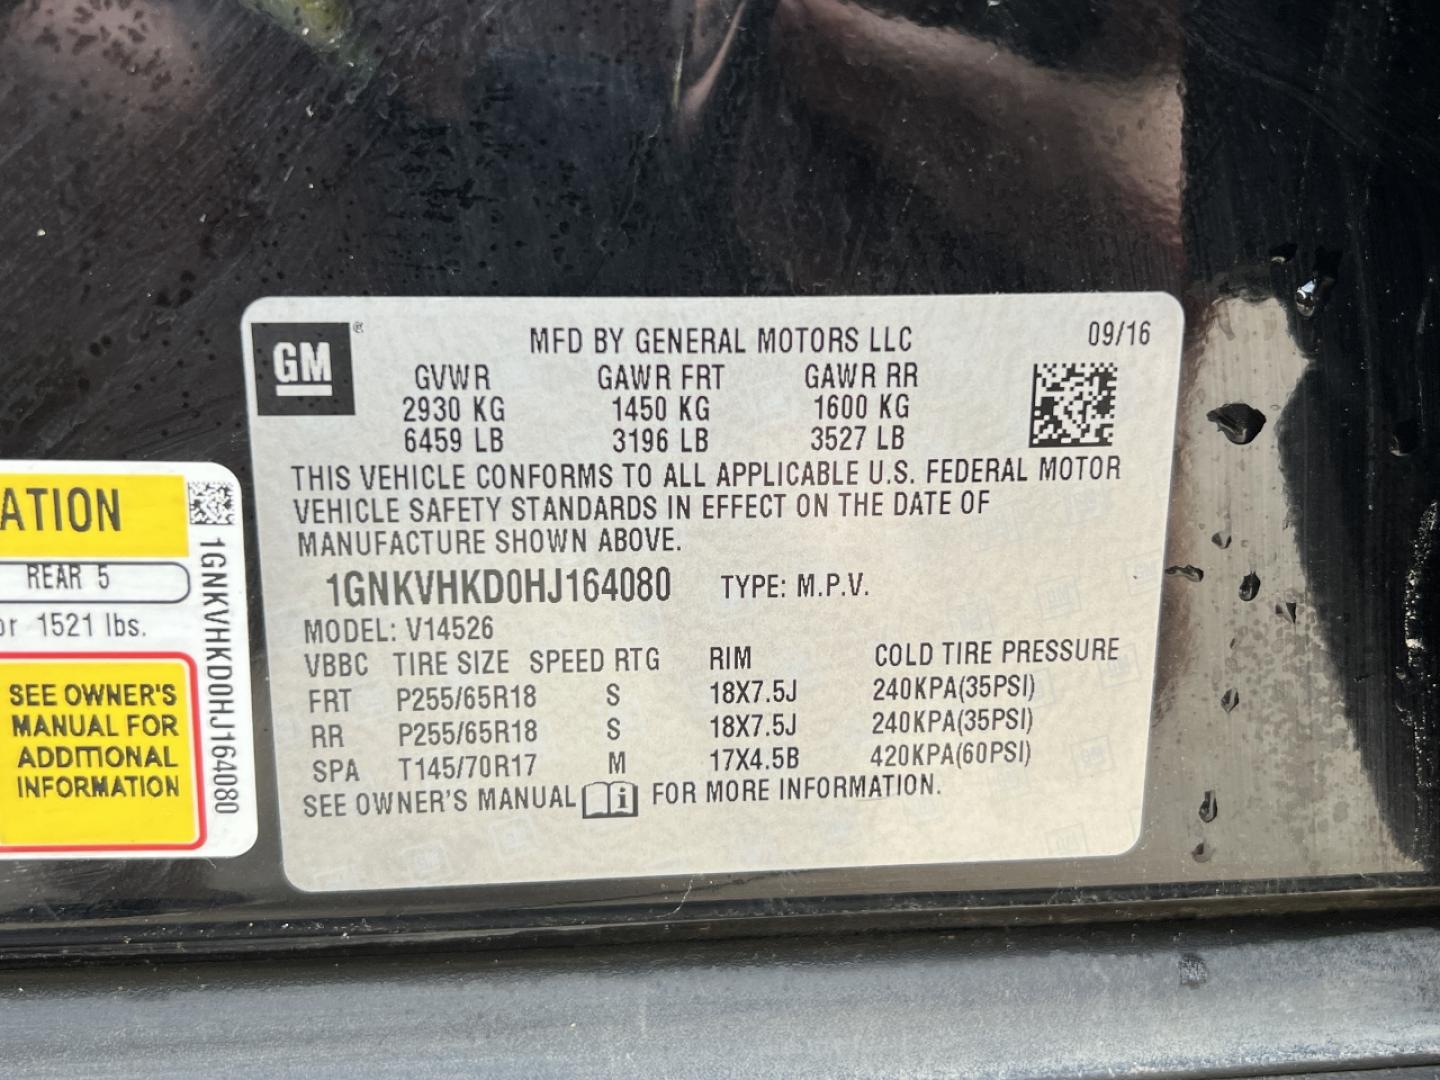 GM
®
MFD BY GENERAL MOTORS LLC
09/16
GVWR GAWR FRT GAWR RR
2930 KG 1450 KG 1600 KG
6459 LB 3196 LB 3527 LB
THIS VEHICLE CONFORMS TO ALL APPLICABLE U.S. FEDERAL MOTOR
VEHICLE SAFETY STANDARDS IN EFFECT ON THE DATE OF
MANUFACTURE SHOWN ABOVE.
1GNKVHKD0HJ164080 TYPE: M.P.V.
MODEL: V14526
VBBC TIRE SIZE SPEED RTG RIM COLD TIRE PRESSURE
FRT P255/65R18 S 18X7.5J 240KPA(35PSI)
RR P255/65R18 S 18X7.5J 240KPA(35PSI)
SPA T145/70R17 M 17X4.5B 420KPA(60PSI)
SEE OWNER'S MANUAL i FOR MORE INFORMATION.
ATION
REAR 5
or 1521 lbs.
SEE OWNER'S
MANUAL FOR
ADDITIONAL
INFORMATION
1GNKVHKD0HJ164080